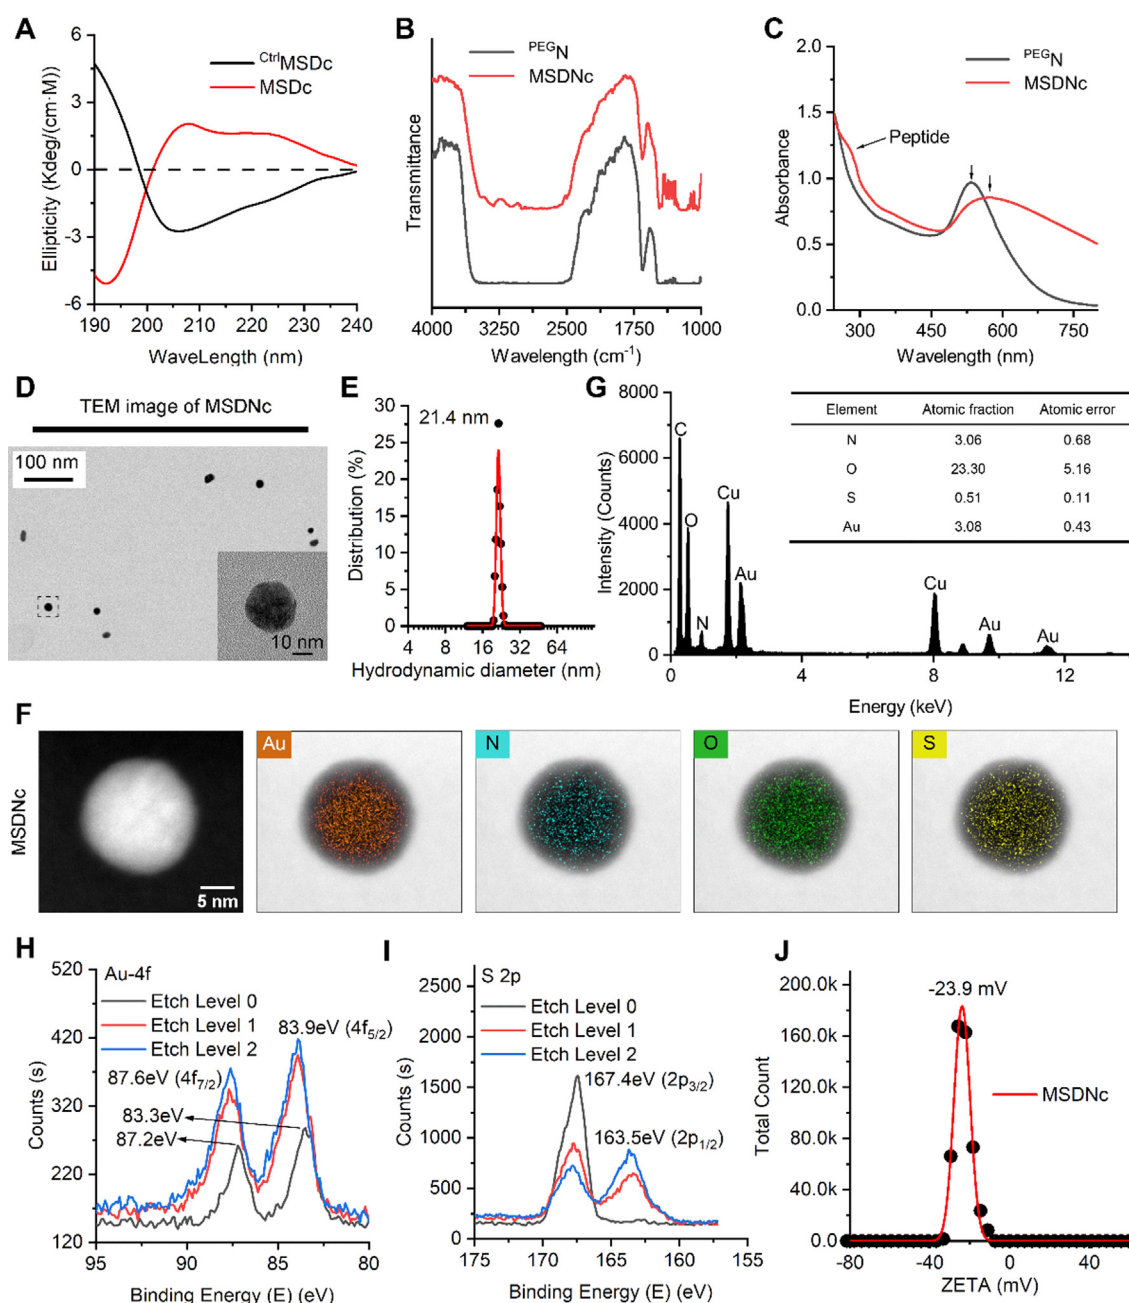 A
Ellipticity (Kdeg/(cm·M))
6
3
0
-3
-6
CtrlMSDc
MSDc
190 200 210 220 230 240
WaveLength (nm)
B
Transmittance
PEGN
MSDNc
4000 3250 2500 1750 1000
Wavelength (cm-1)
C
Absorbance
2.0
1.5
1.0
0.5
0.0
PEGN
MSDNc
Peptide
300 450 600 750
Wavelength (nm)
D
TEM image of MSDNc
100 nm
10 nm
E
Distribution (%)
30
25
20
15
10
5
0
21.4 nm
4 8 16 32 64
Hydrodynamic diameter (nm)
G
Intensity (Counts)
8000
6000
4000
2000
0
C
O
N
Cu
Au
Cu
Au
Au
0 4 8 12
Energy (keV)
Element Atomic fraction Atomic error
N 3.06 0.68
O 23.30 5.16
S 0.51 0.11
Au 3.08 0.43
F
MSDNc
5 nm
Au
N
O
S
H
Counts (s)
520
420
320
220
120
Au-4f
Etch Level 0
Etch Level 1
Etch Level 2
83.9eV (4f5/2)
87.6eV (4f7/2)
83.3eV
87.2eV
95 90 85 80
Binding Energy (E) (eV)
I
Counts (s)
2500
2000
1500
1000
500
0
S 2p
Etch Level 0
Etch Level 1
Etch Level 2
167.4eV (2p3/2)
163.5eV (2p1/2)
175 170 165 160 155
Binding Energy (E) (eV)
J
Total Count
200.0k
160.0k
120.0k
80.0k
40.0k
0.0
-23.9 mV
MSDNc
-80 -40 0 40
ZETA (mV)